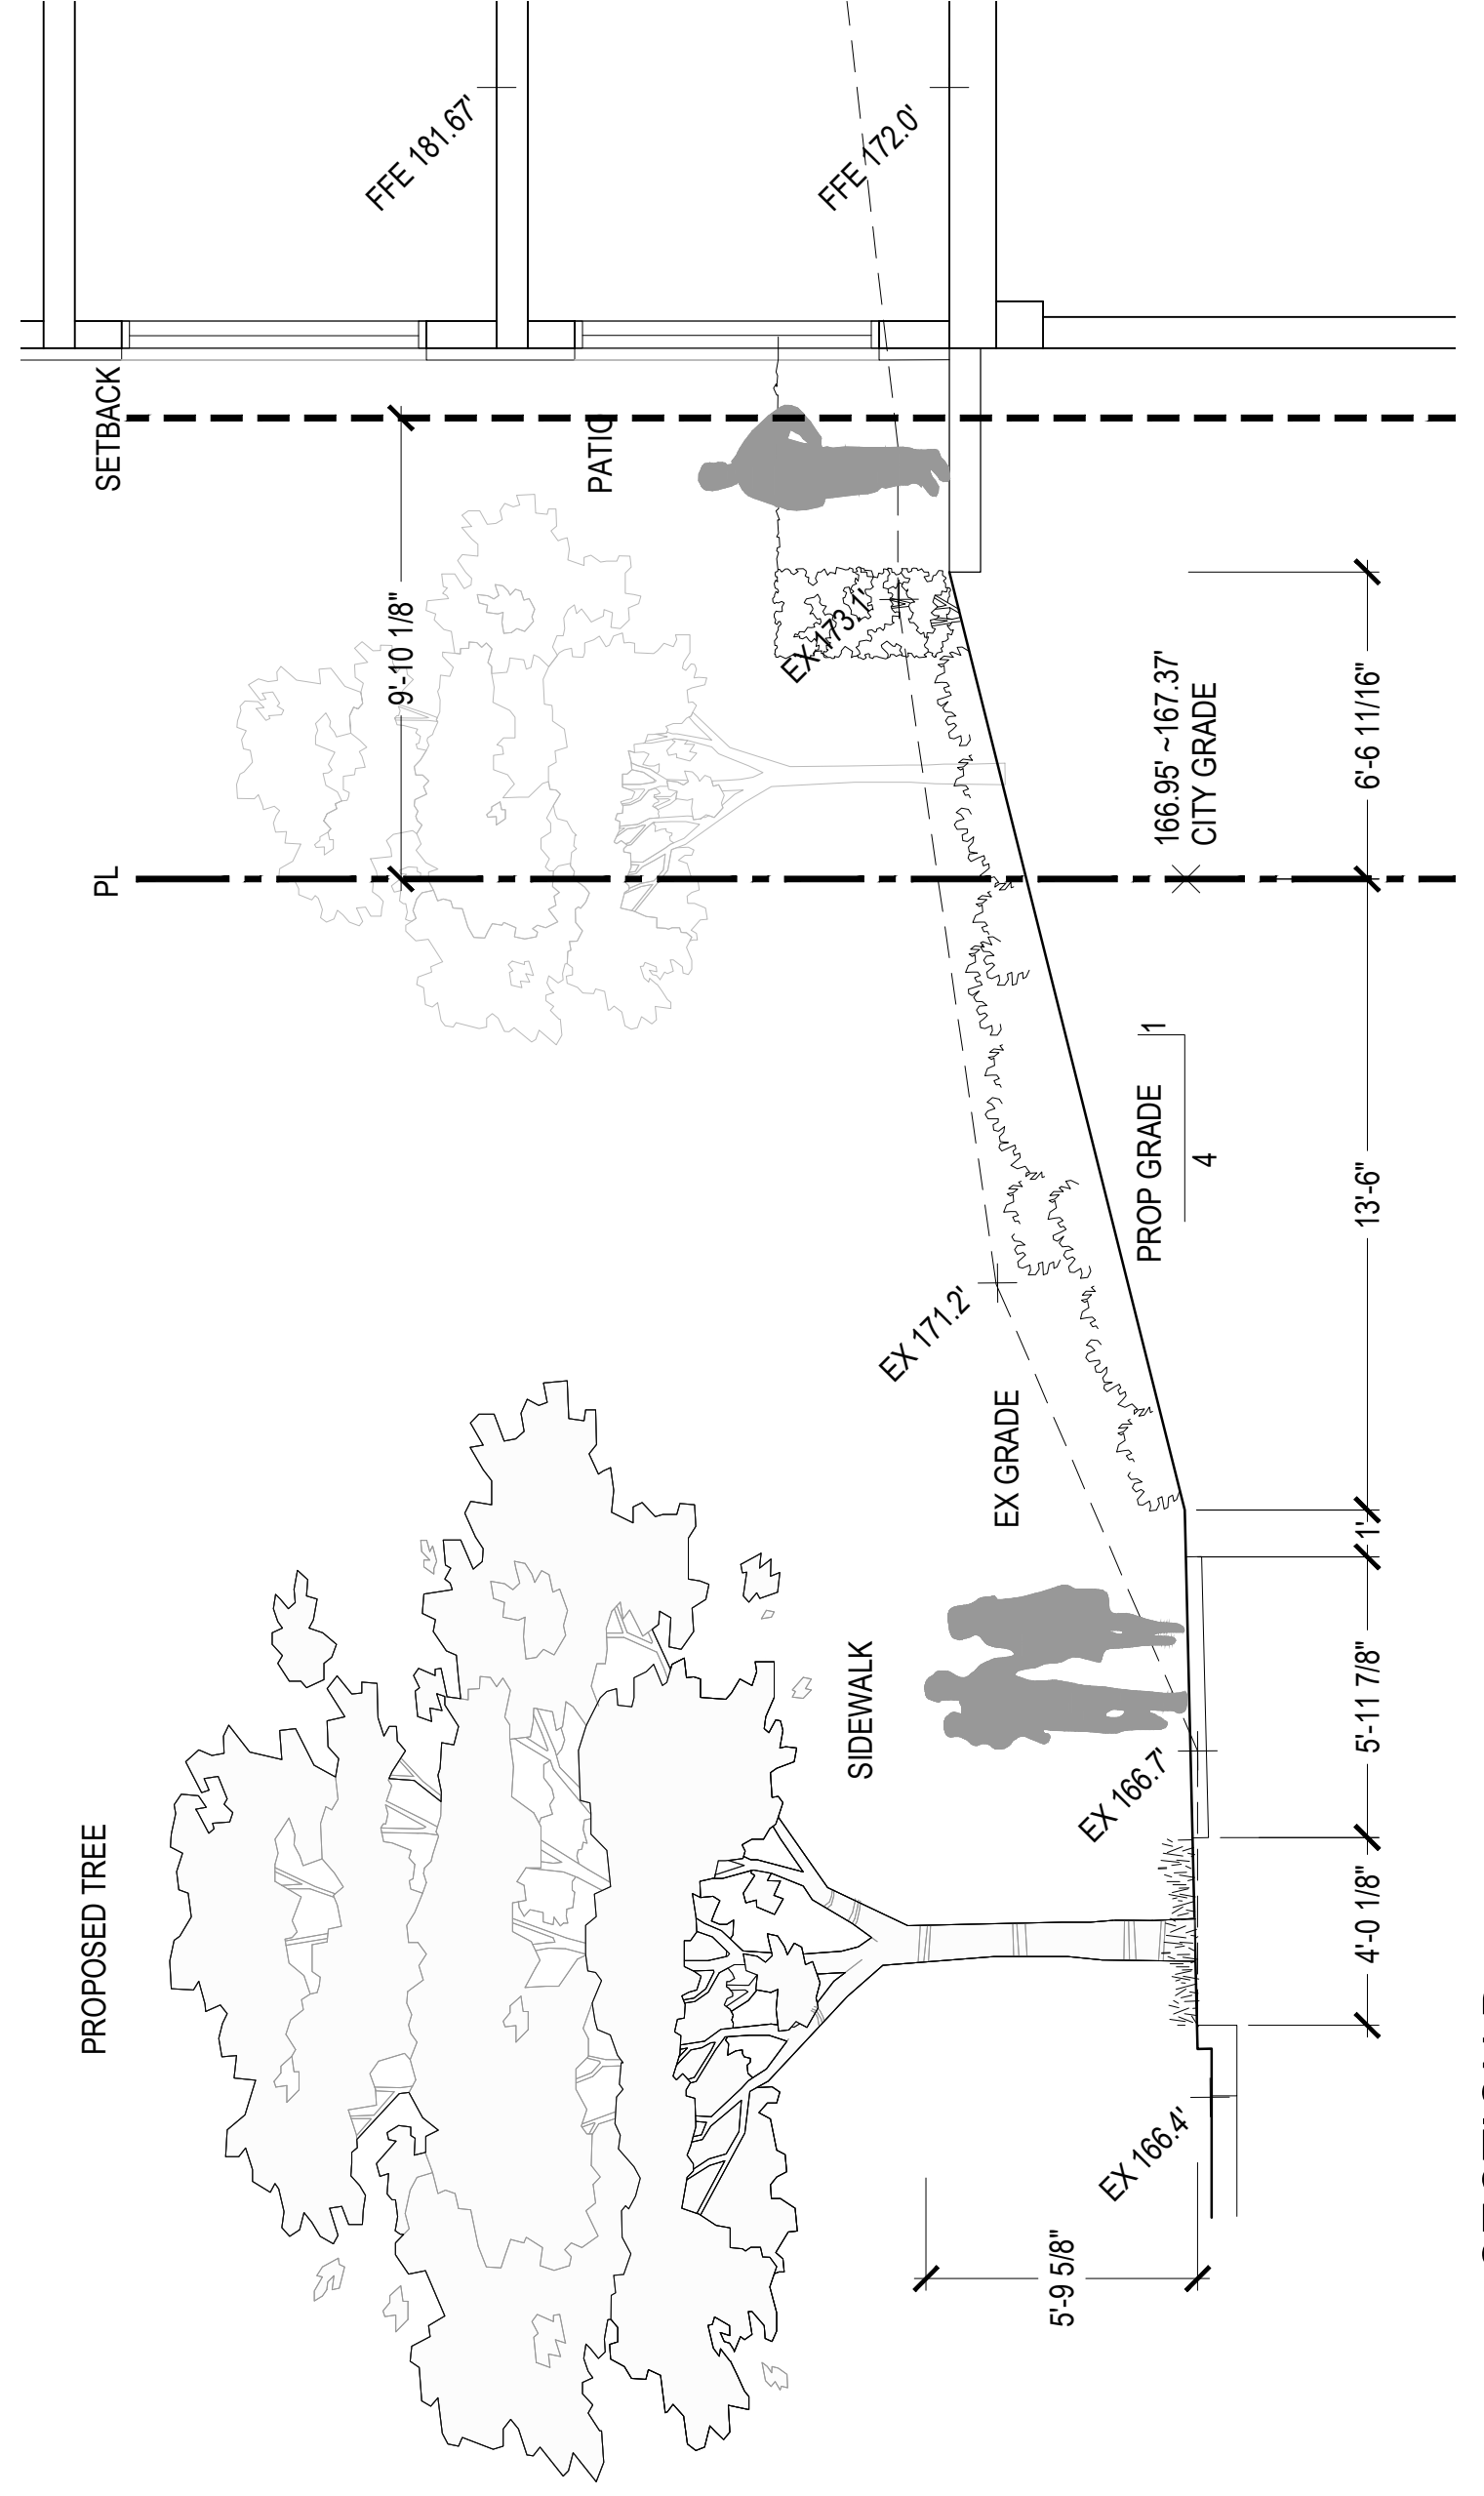 PROPOSED TREE
PL
SETBACK
9'-10 1/8"
FFE 181.67'
PATIO
FFE 172.0'
EX 173.1'
SIDEWALK
EX GRADE
EX 171.2'
PROP GRADE
1
4
166.95' ~167.37'
CITY GRADE
EX 166.4'
EX 166.7'
5'-9 5/8"
4'-0 1/8"
5'-11 7/8"
1'
13'-6"
6'-6 11/16"